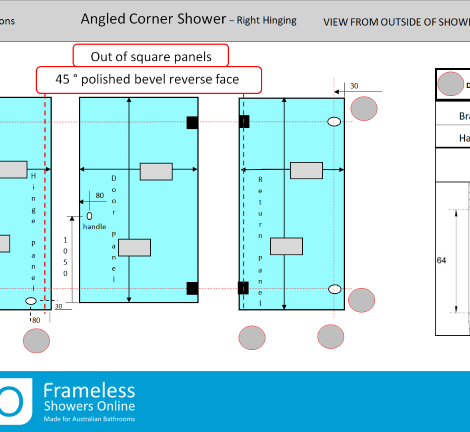 ons
Angled Corner Shower – Right Hinging
VIEW FROM OUTSIDE OF SHOWE
Out of square panels
45 ° polished bevel reverse face
30
D
Bra
Ha
Hinge Panel
Door Panel
Return Panel
80
handle
1050
64
30
80
Frameless
Showers Online
Made for Australian Bathrooms